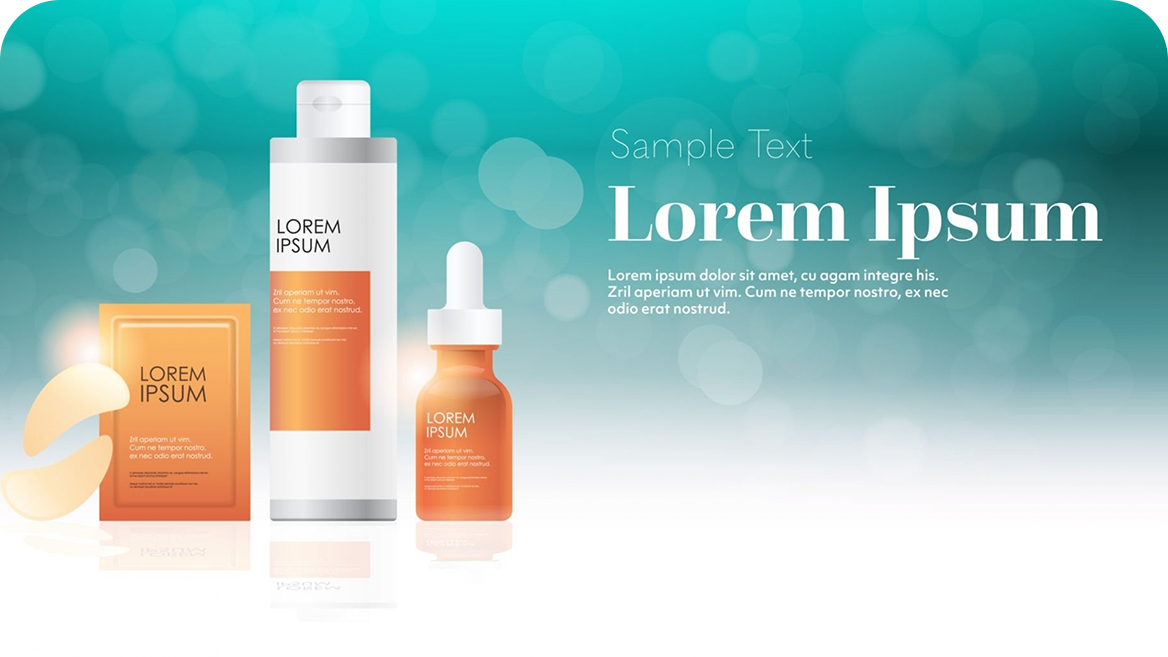 Sample Text
Lorem Ipsum
Lorem ipsum dolor sit amet, cu agam integre his.
Zril aperiam ut vim. Cum ne tempor nostro, ex nec
odio erat nostrud.
LOREM
IPSUM
Zril aperiam ut vim.
Cum ne tempor nostro,
ex nec odio erat nostrud.
LOREM
IPSUM
Zril aperiam ut vim.
Cum ne tempor nostro,
ex nec odio erat nostrud.
LOREM
IPSUM
Zril aperiam ut vim.
Cum ne tempor nostro,
ex nec odio erat nostrud.